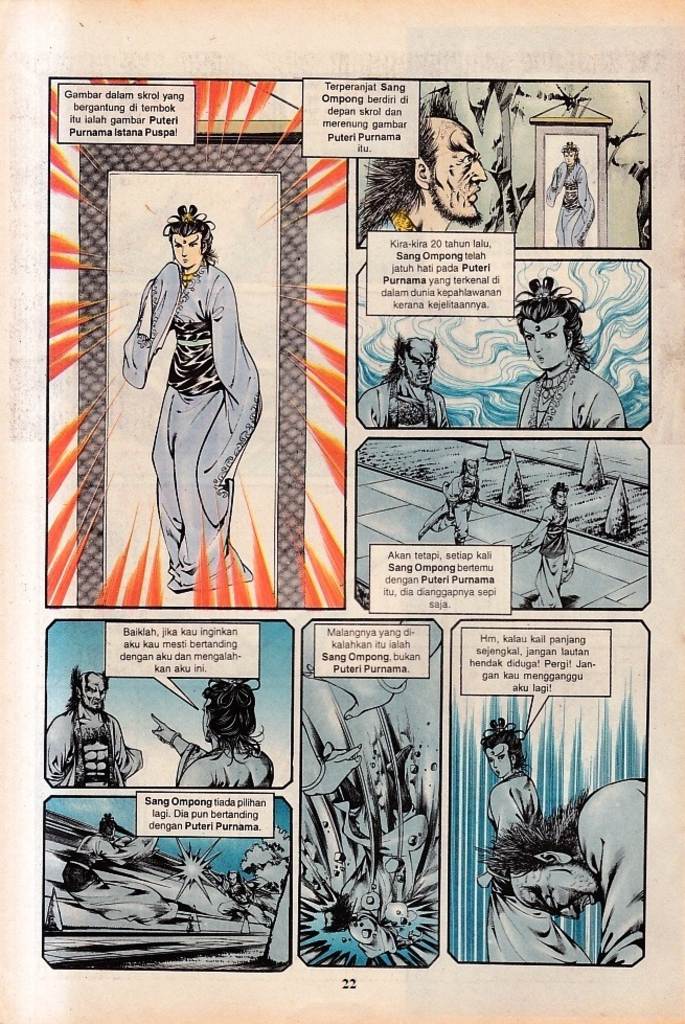 Gambar dalam skrol yang
bergantung di tembok
itu ialah gambar Puteri
Purnama Istana Puspa!
Terperanjat Sang
Ompong berdiri di
depan skrol dan
merenung gambar
Puteri Purnama
itu.
Kira-kira 20 tahun lalu,
Sang Ompong telah
jatuh hati pada Puteri
Purnama yang terkenal di
dalam dunia kepahlawanan
kerana kejelitaannya.
Akan tetapi, setiap kali
Sang Ompong bertemu
dengan Puteri Purnama
itu, dia dianggapnya sepi
saja.
Baiklah, jika kau inginkan
aku kau mesti bertanding
dengan aku dan mengalah-
kan aku ini.
Sang Ompong tiada pilihan
lagi. Dia pun bertanding
dengan Puteri Purnama.
Malangnya yang di-
kalahkan itu ialah
Sang Ompong, bukan
Puteri Purnama.
Hm, kalau kail panjang
sejengkal, jangan lautan
hendak diduga! Pergi! Jan-
gan kau mengganggu
aku lagi!
22